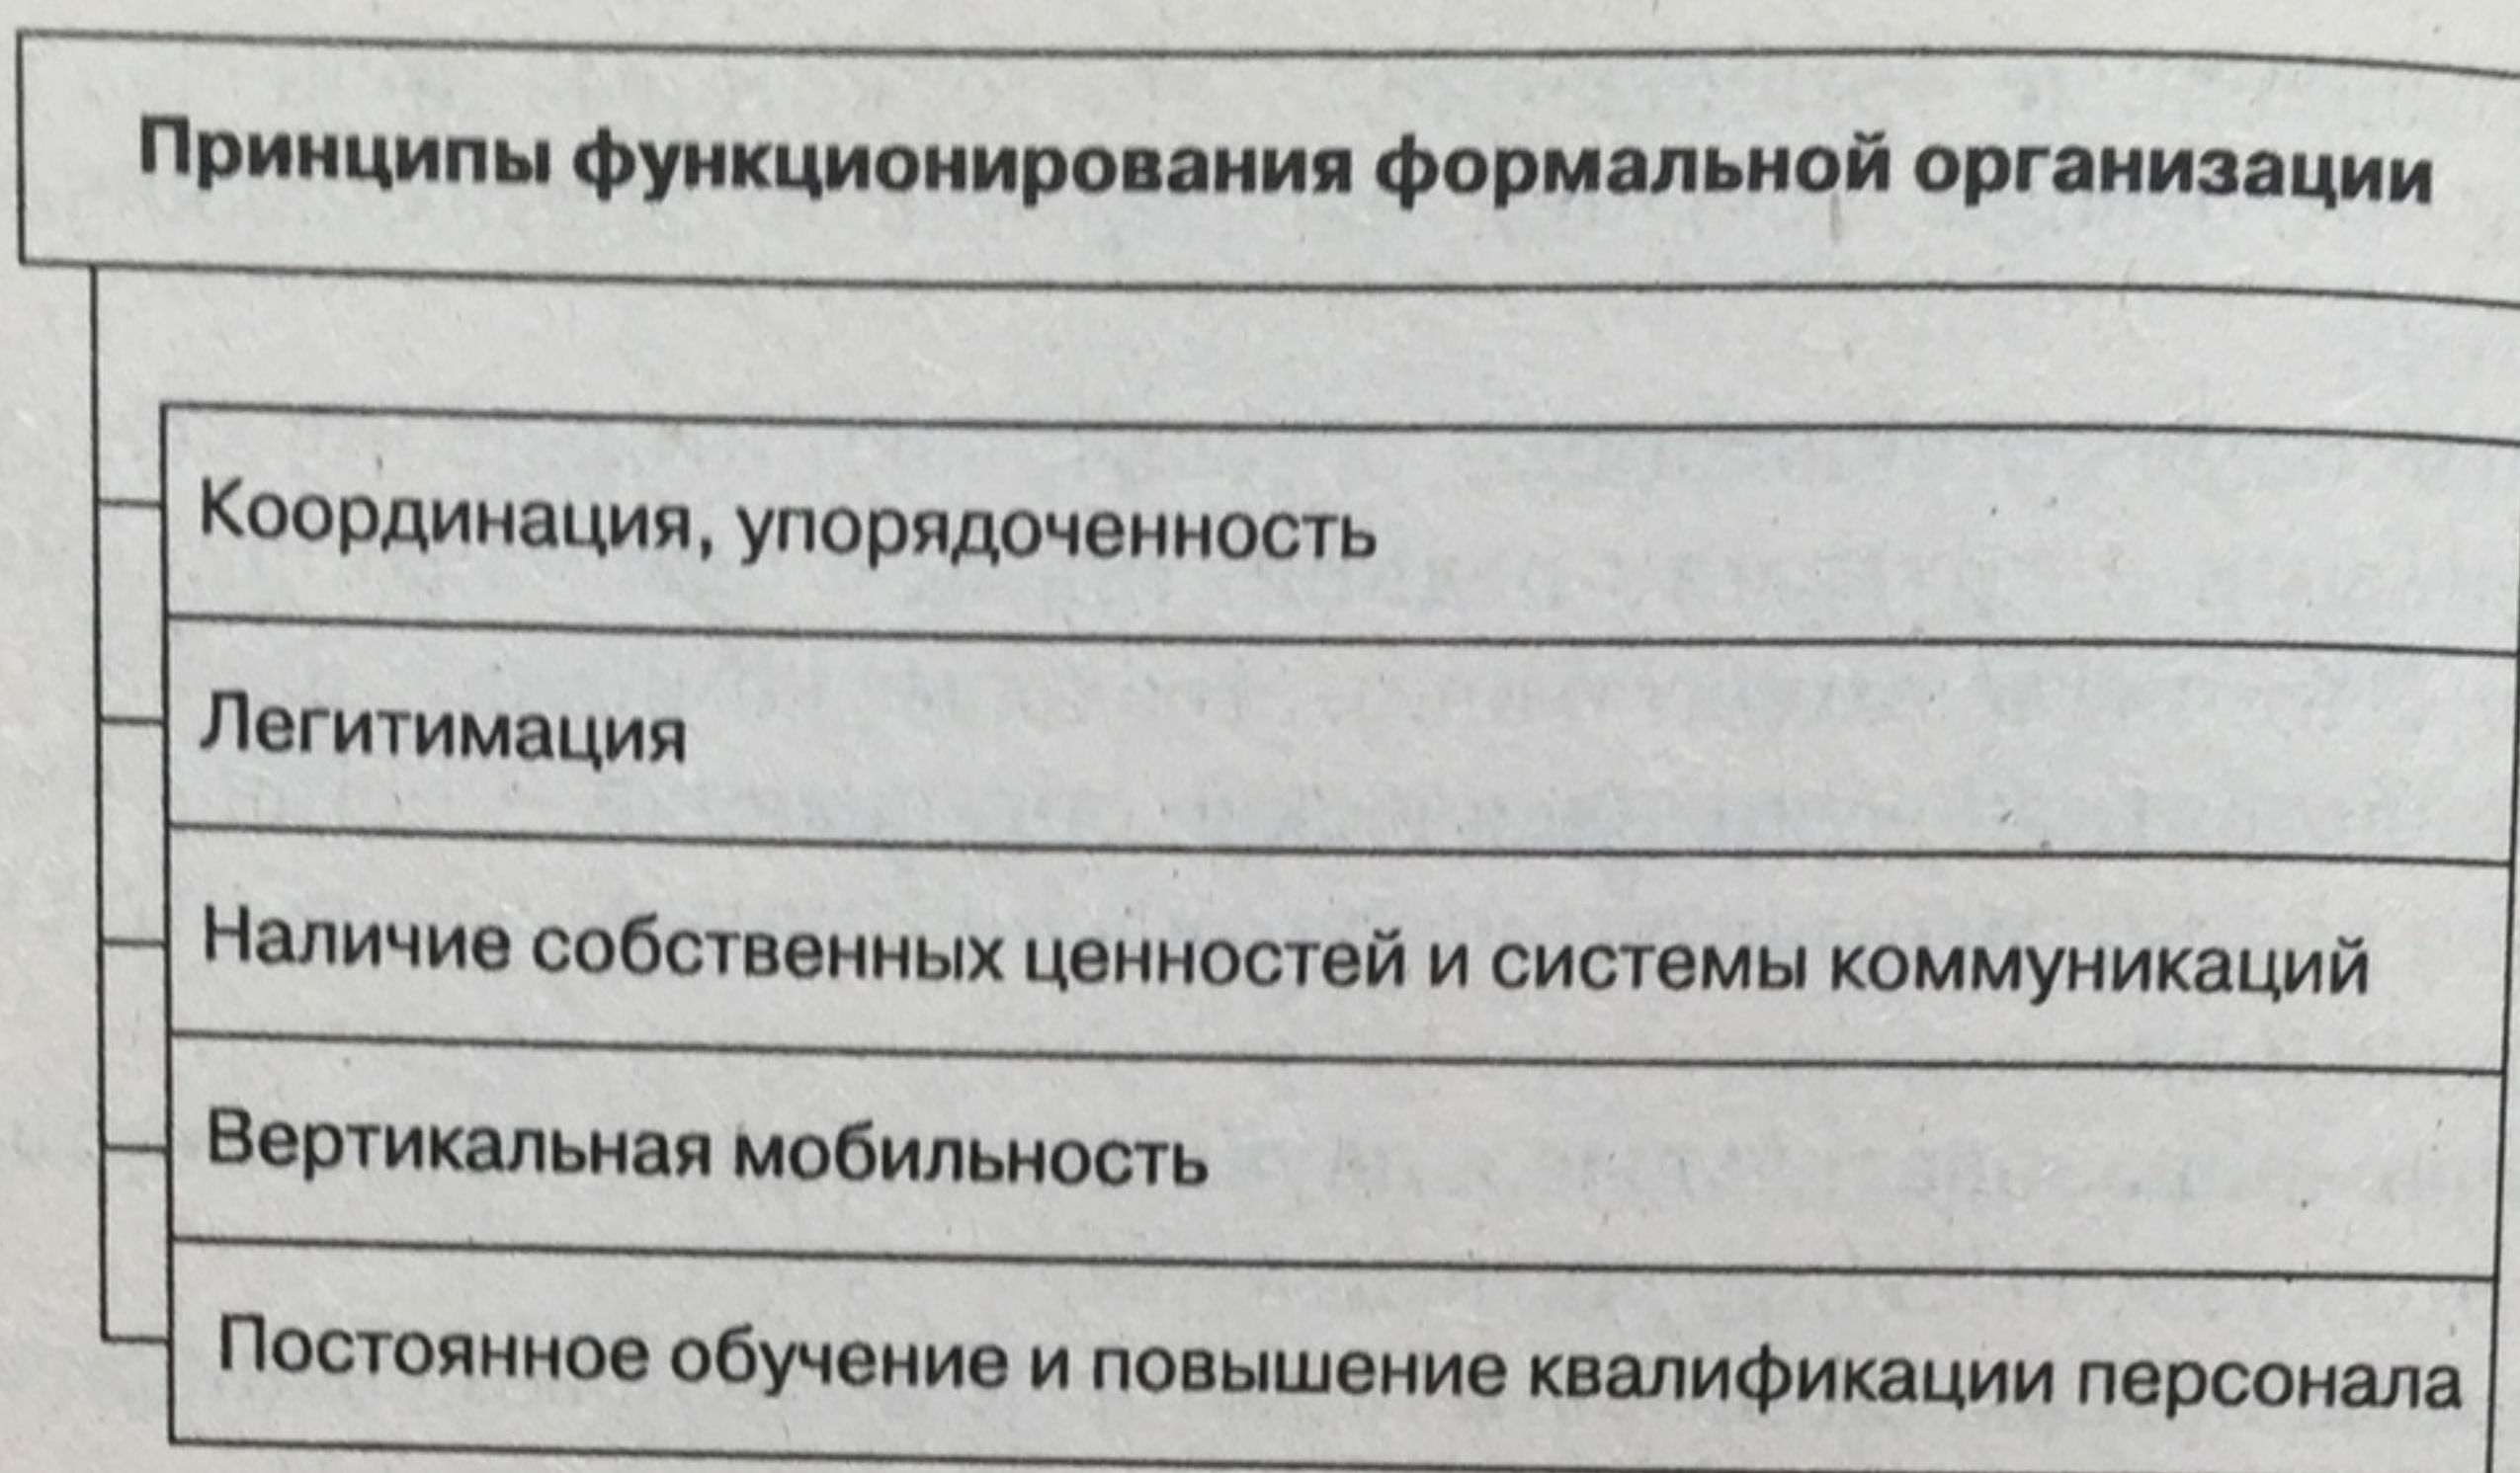 Принципы функционирования формальной организации
Координация, упорядоченность
Легитимация
Наличие собственных ценностей и системы коммуникаций
Вертикальная мобильность
Постоянное обучение и повышение квалификации персонала